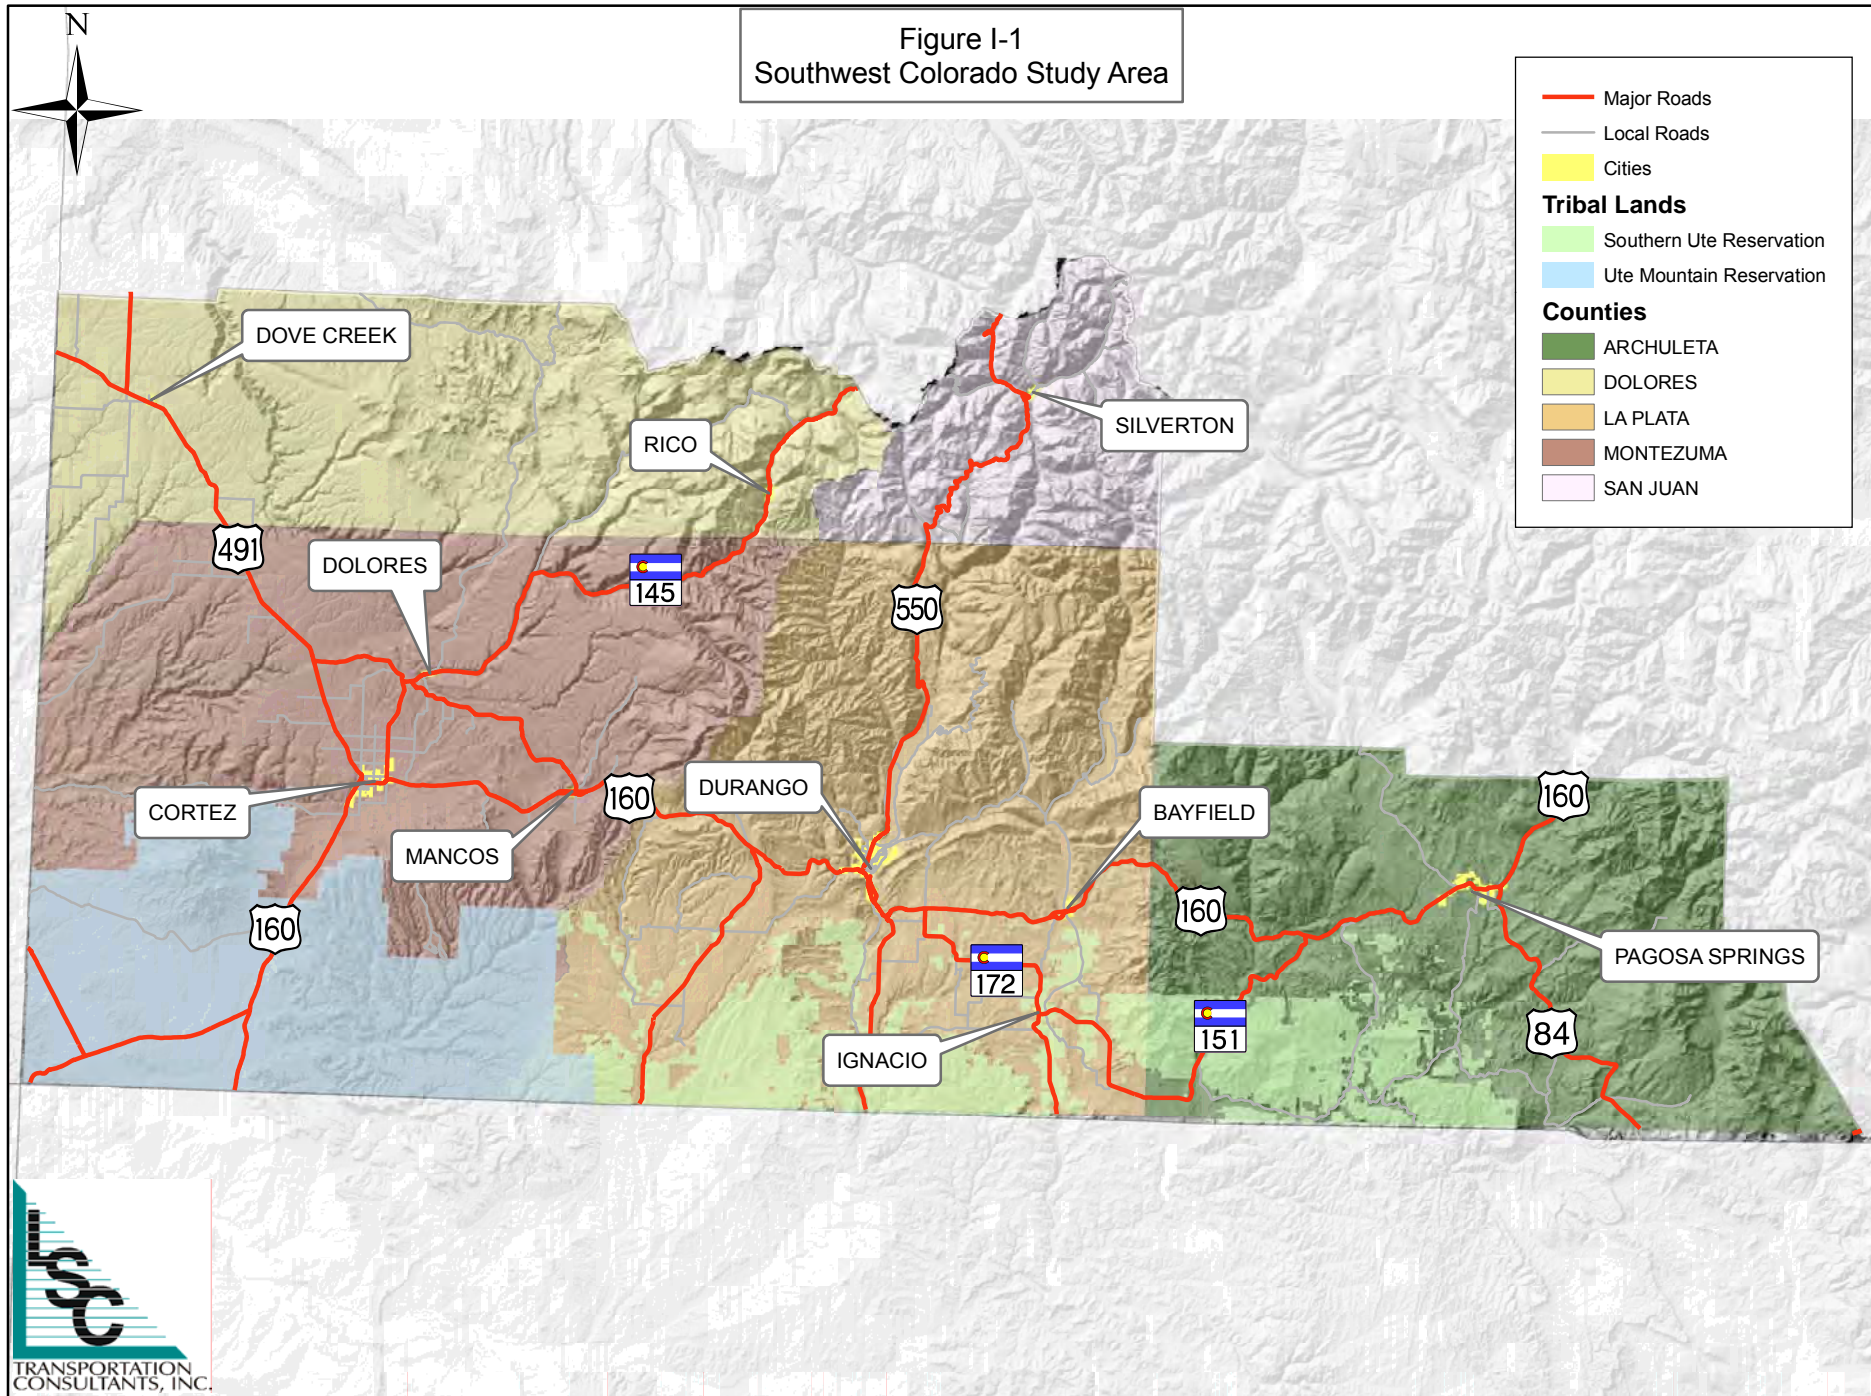 N
Figure I-1
Southwest Colorado Study Area
Major Roads
Local Roads
Cities
Tribal Lands
Southern Ute Reservation
Ute Mountain Reservation
Counties
ARCHULETA
DOLORES
LA PLATA
MONTEZUMA
SAN JUAN
DOVE CREEK
RICO
SILVERTON
491
DOLORES
145
550
CORTEZ
MANCOS
160
DURANGO
BAYFIELD
160
160
160
172
PAGOSA SPRINGS
151
84
IGNACIO
LSC
TRANSPORTATION
CONSULTANTS, INC.